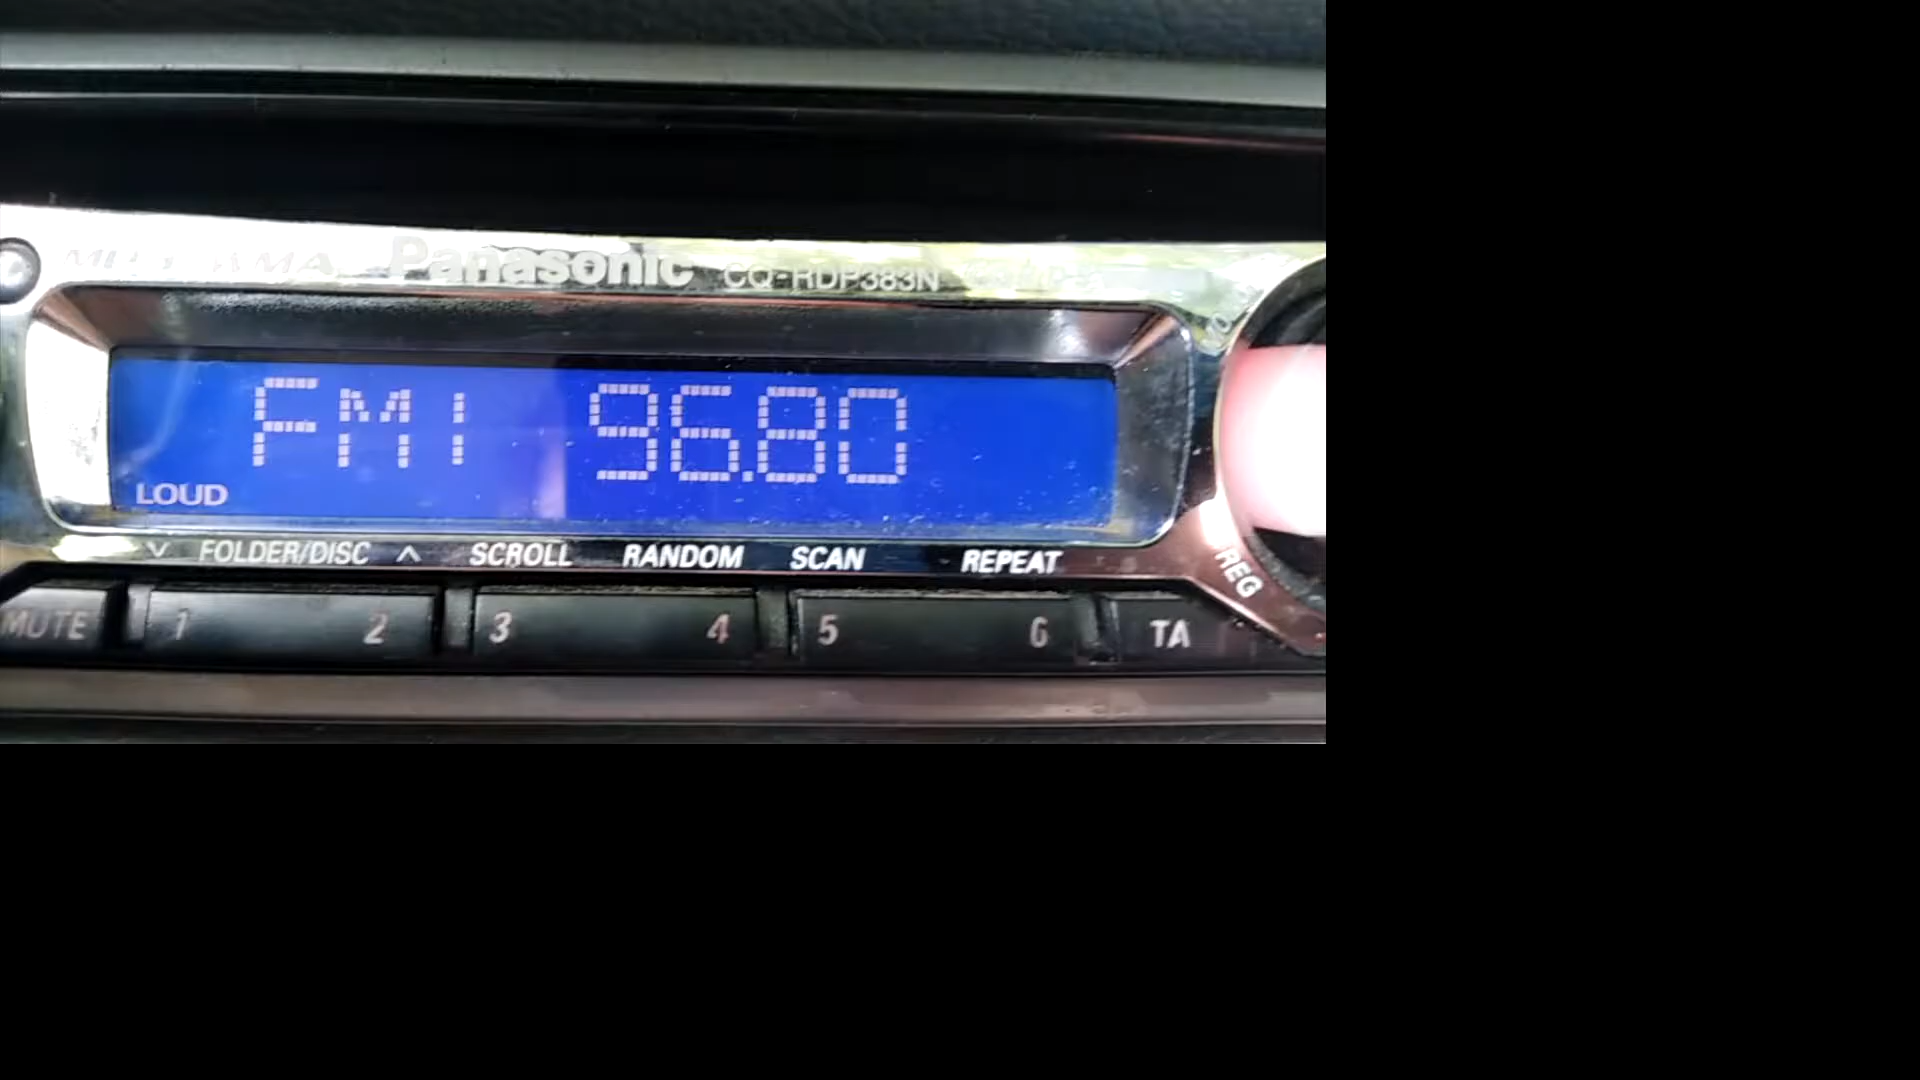 Panasonic CQ-RDP383N
FM1 96.80
LOUD
FOLDER/DISC SCROLL RANDOM SCAN REPEAT
REG
MUTE 1 2 3 4 5 6 TA